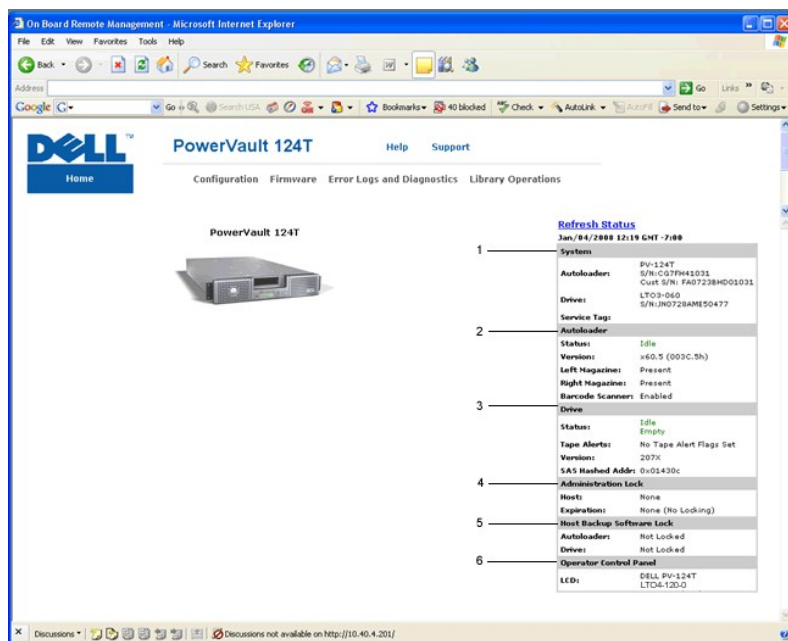 On Board Remote Management - Microsoft Internet Explorer
File Edit View Favorites Tools Help
Back Search Favorites
Address Go Links »
Google G Go Search USA Bookmarks 40 blocked Check AutoLink AutoFill Send to Settings
DELL™ PowerVault 124T Help Support
Home Configuration Firmware Error Logs and Diagnostics Library Operations
PowerVault 124T
Refresh Status
Jan/04/2008 12:19 GMT -7:00
1 System
Autoloader: PV-124T
S/N:CG7FH41031
Cust S/N: FA0723BHD01031
Drive: LTO3-060
S/N:JN0728AME50477
Service Tag:
2 Autoloader
Status: Idle
Version: x60.5 (003C.5h)
Left Magazine: Present
Right Magazine: Present
Barcode Scanner: Enabled
3 Drive
Status: Idle
Empty
Tape Alerts: No Tape Alert Flags Set
Version: 207X
SAS Hashed Addr: 0x01430c
4 Administration Lock
Host: None
Expiration: None (No Locking)
5 Host Backup Software Lock
Autoloader: Not Locked
Drive: Not Locked
6 Operator Control Panel
LCD: DELL PV-124T
LTO4-120-0
Discussions Discussions not available on http://10.40.4.201/